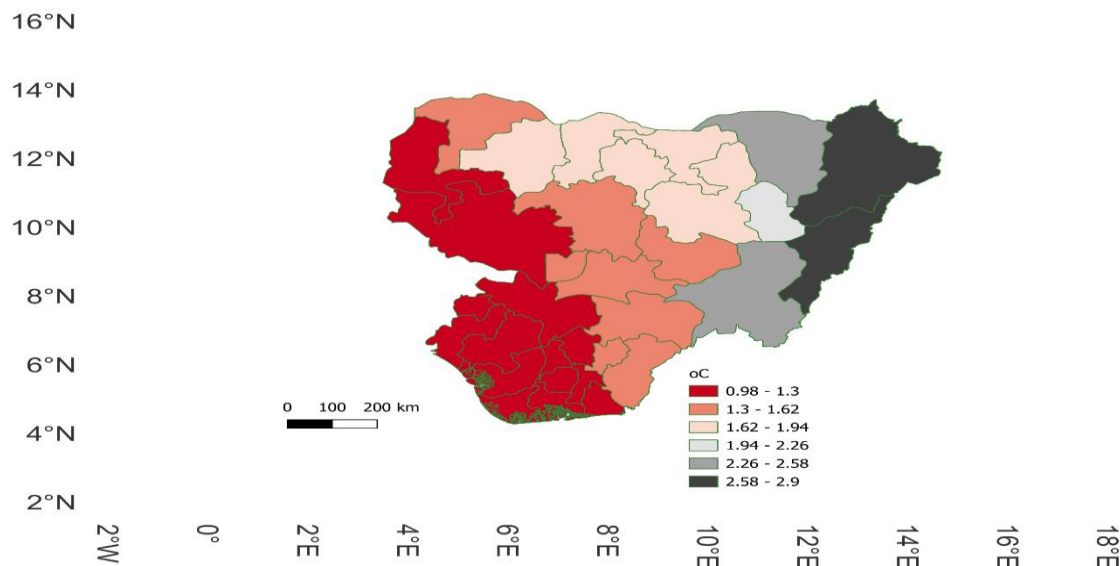 16°N
14°N
12°N
10°N
8°N
6°N
4°N
2°N
0 100 200 km
oC
0.98 - 1.3
1.3 - 1.62
1.62 - 1.94
1.94 - 2.26
2.26 - 2.58
2.58 - 2.9
2°W 0° 2°E 4°E 6°E 8°E 10°E 12°E 14°E 16°E 18°E